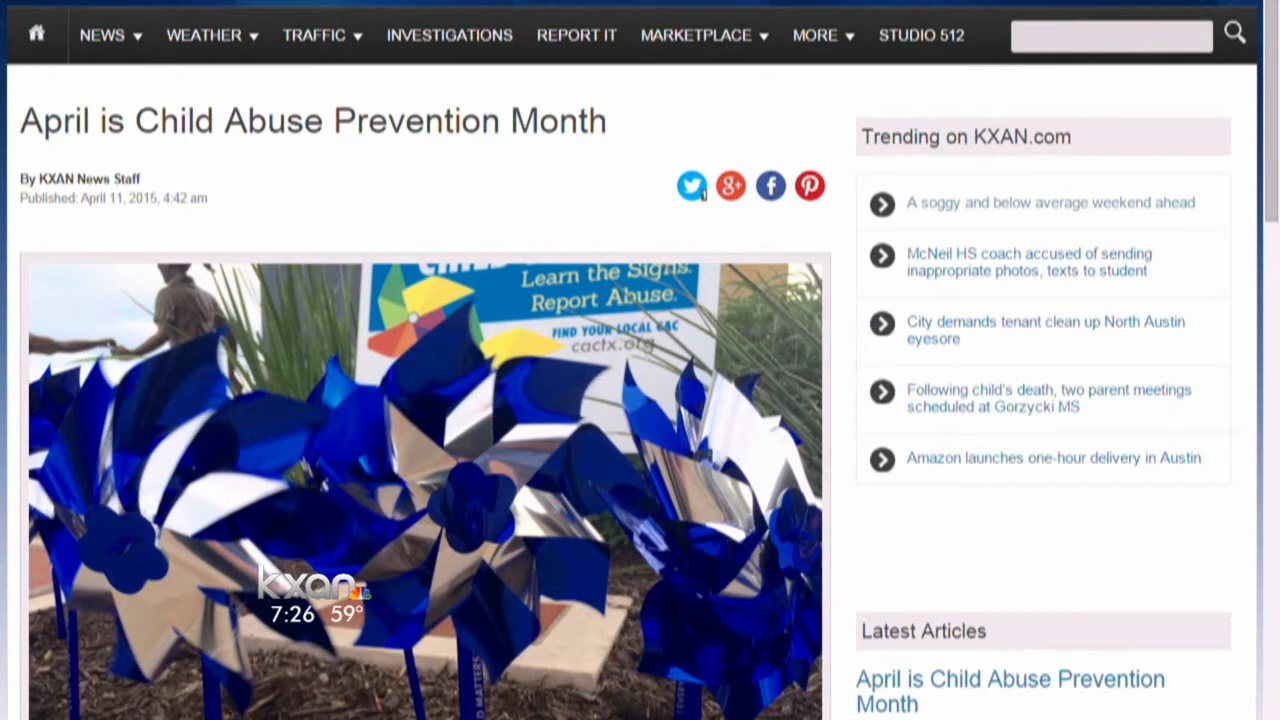 NEWS WEATHER TRAFFIC INVESTIGATIONS REPORT IT MARKETPLACE MORE STUDIO 512
April is Child Abuse Prevention Month
By KXAN News Staff
Published: April 11, 2015, 4:42 am
1
g+
f
Learn the Signs.
Report Abuse.
FIND YOUR LOCAL CAC
cactx.org
kxan
7:26 59°
D MATTERS
Trending on KXAN.com
A soggy and below average weekend ahead
McNeil HS coach accused of sending
inappropriate photos, texts to student
City demands tenant clean up North Austin
eyesore
Following child's death, two parent meetings
scheduled at Gorzycki MS
Amazon launches one-hour delivery in Austin
Latest Articles
April is Child Abuse Prevention
Month